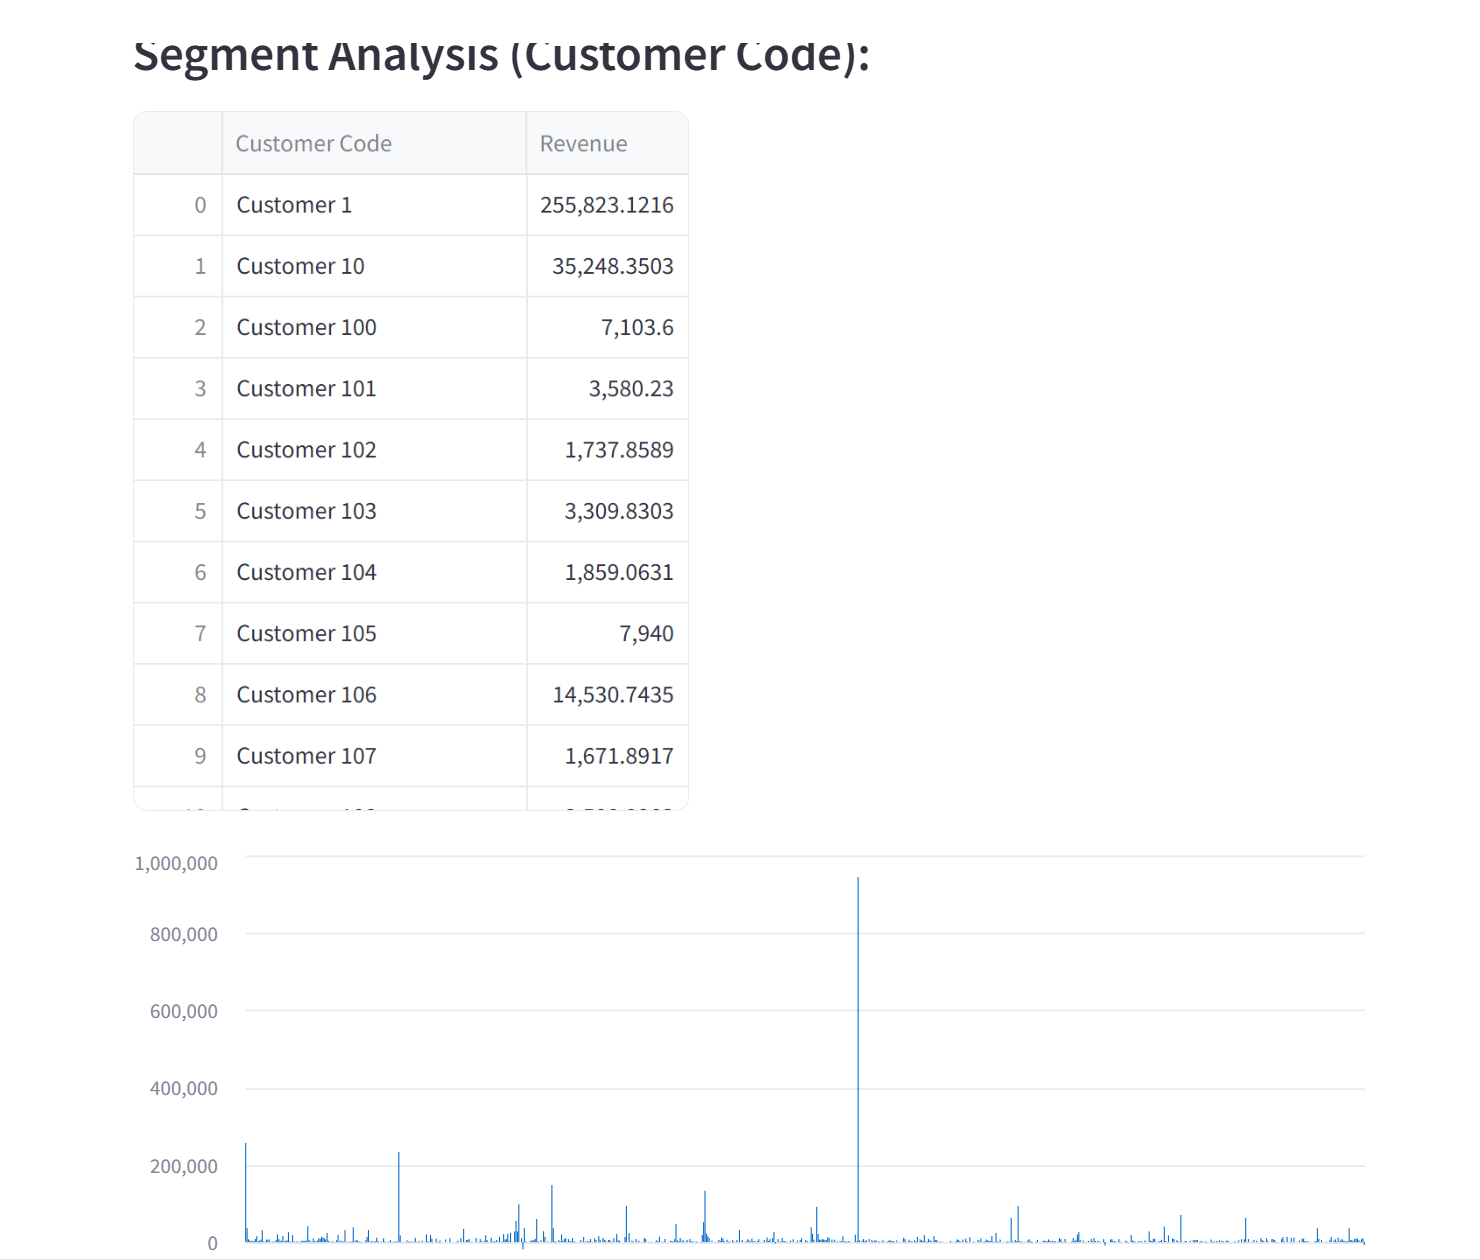 Segment Analysis (Customer Code):
Customer Code Revenue
0 Customer 1 255,823.1216
1 Customer 10 35,248.3503
2 Customer 100 7,103.6
3 Customer 101 3,580.23
4 Customer 102 1,737.8589
5 Customer 103 3,309.8303
6 Customer 104 1,859.0631
7 Customer 105 7,940
8 Customer 106 14,530.7435
9 Customer 107 1,671.8917
1,000,000
800,000
600,000
400,000
200,000
0